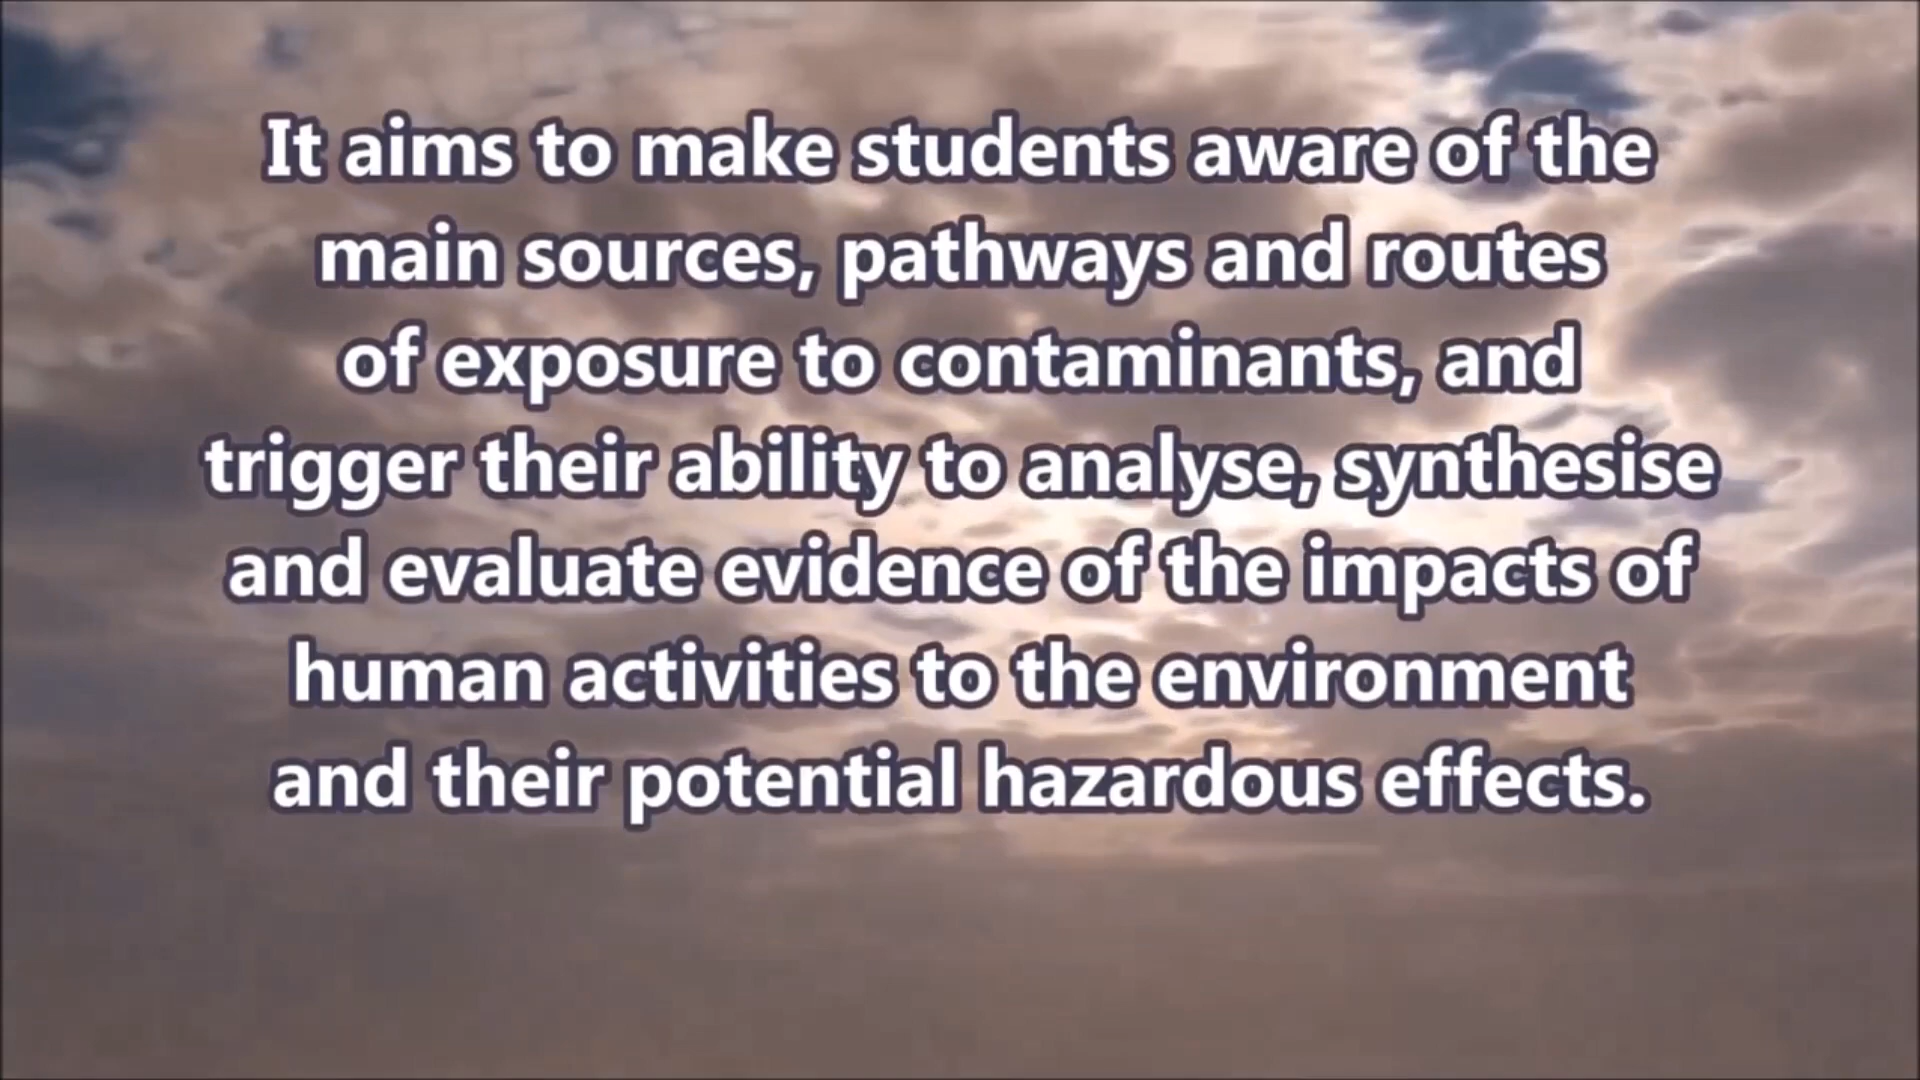 It aims to make students aware of the
main sources, pathways and routes
of exposure to contaminants, and
trigger their ability to analyse, synthesise
and evaluate evidence of the impacts of
human activities to the environment
and their potential hazardous effects.